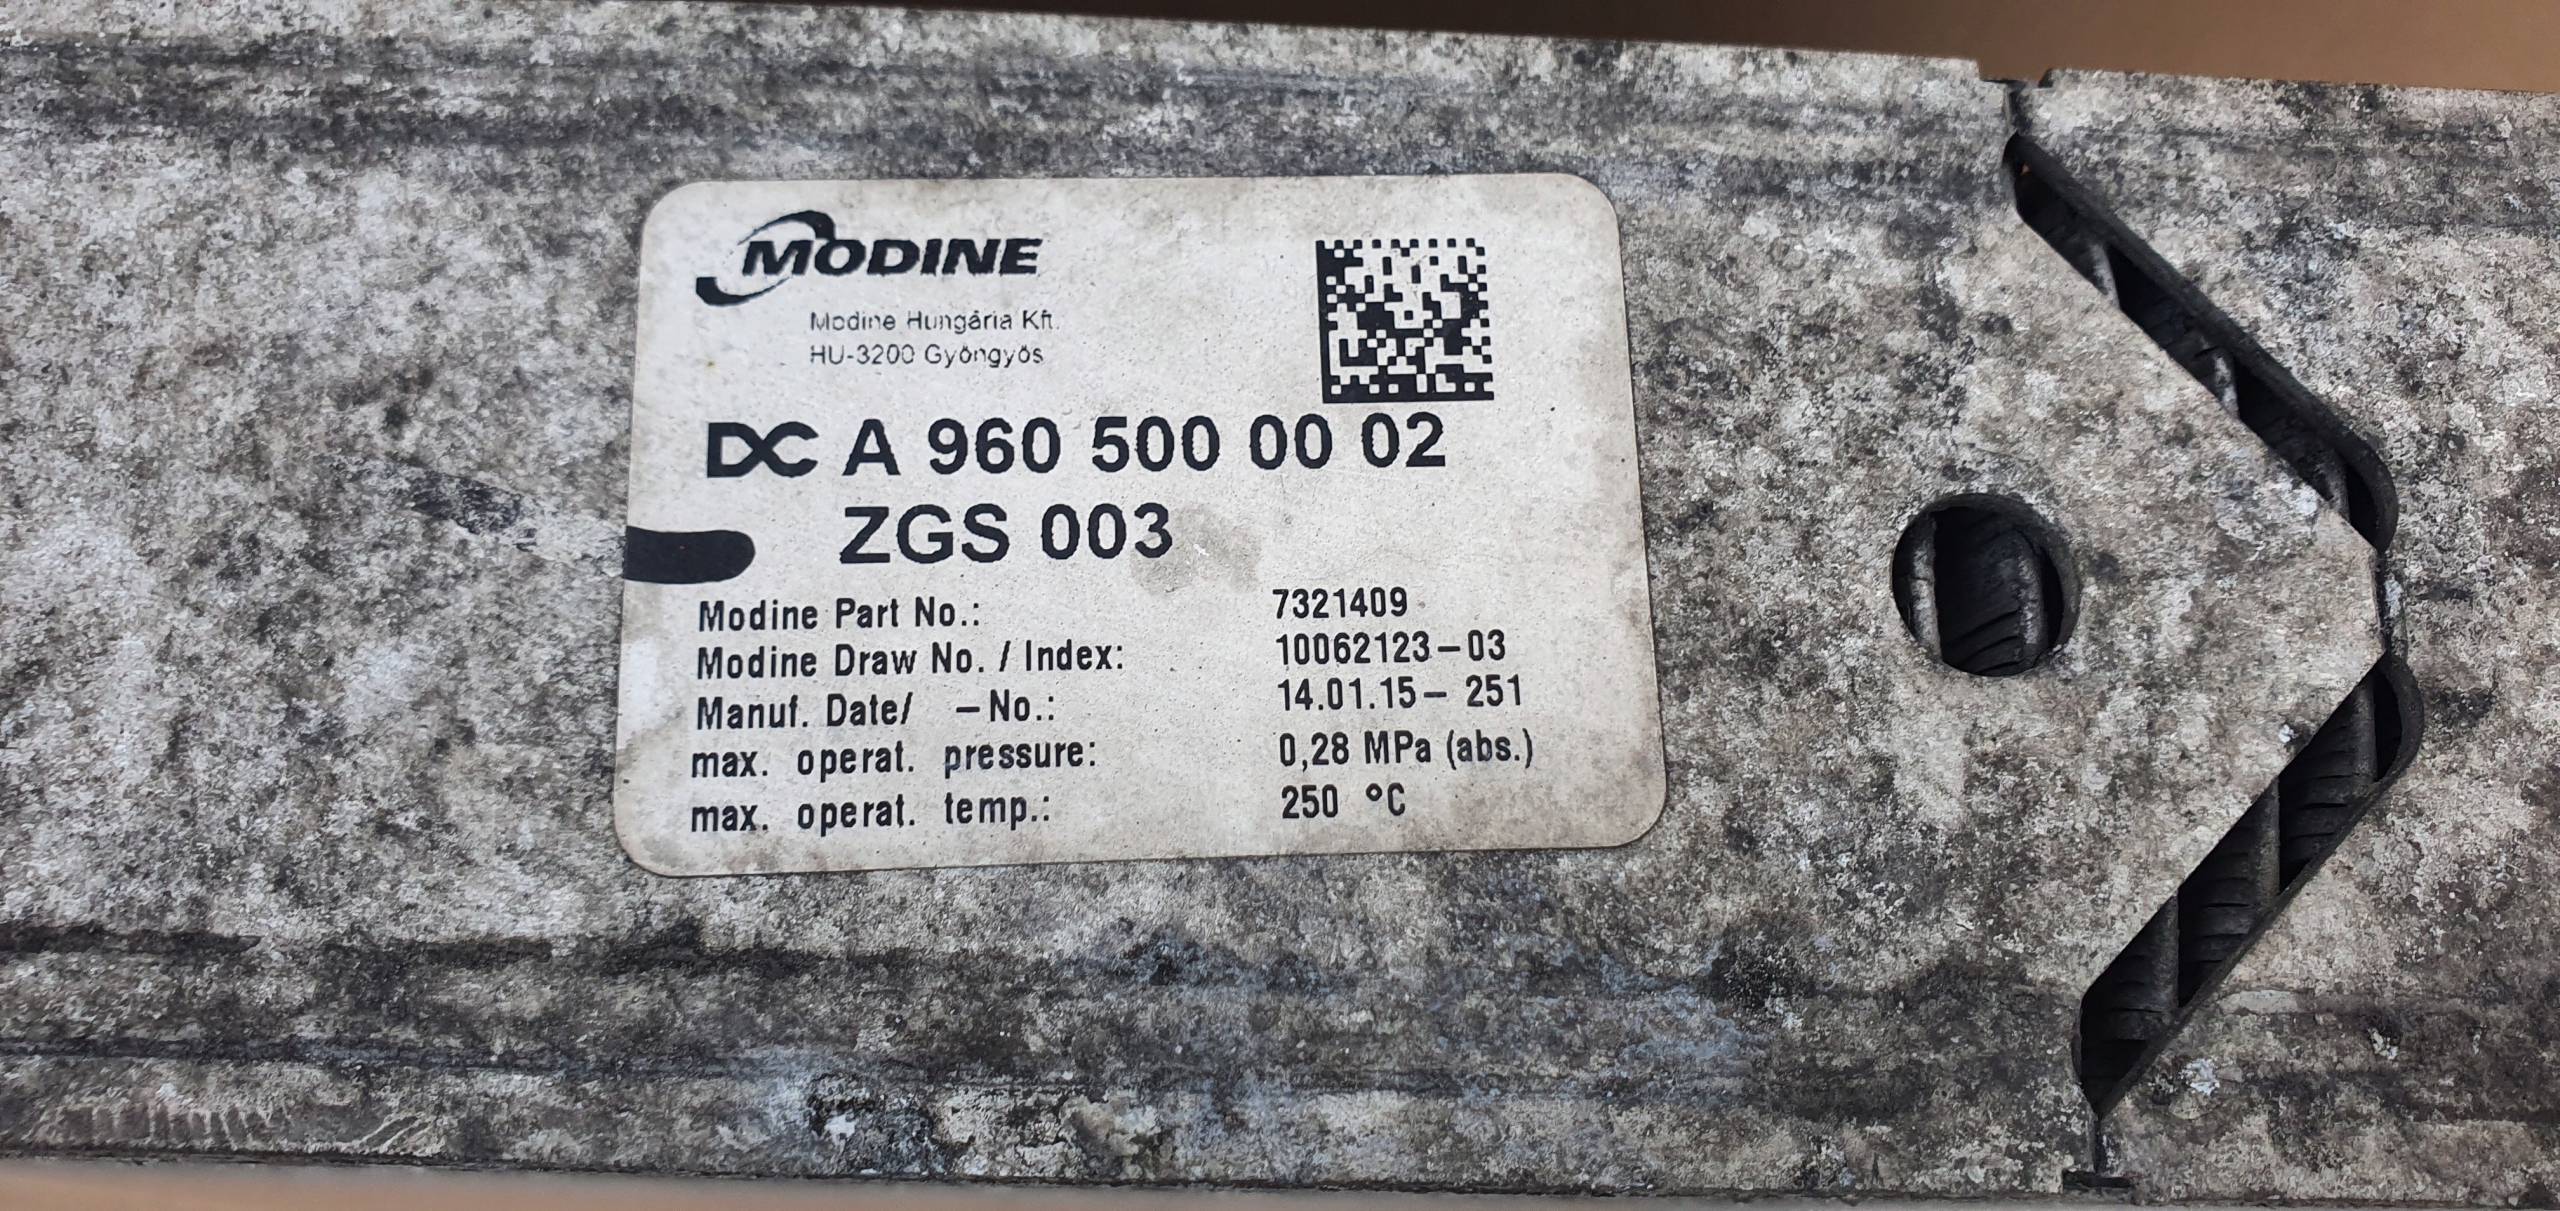 MODINE
Modine Hungária Kft.
HU-3200 Gyöngyös
DC A 960 500 00 02
ZGS 003
Modine Part No.: 7321409
Modine Draw No. / Index: 10062123-03
Manuf. Date/ -No.: 14.01.15- 251
max. operat. pressure: 0,28 MPa (abs.)
max. operat. temp.: 250 °C